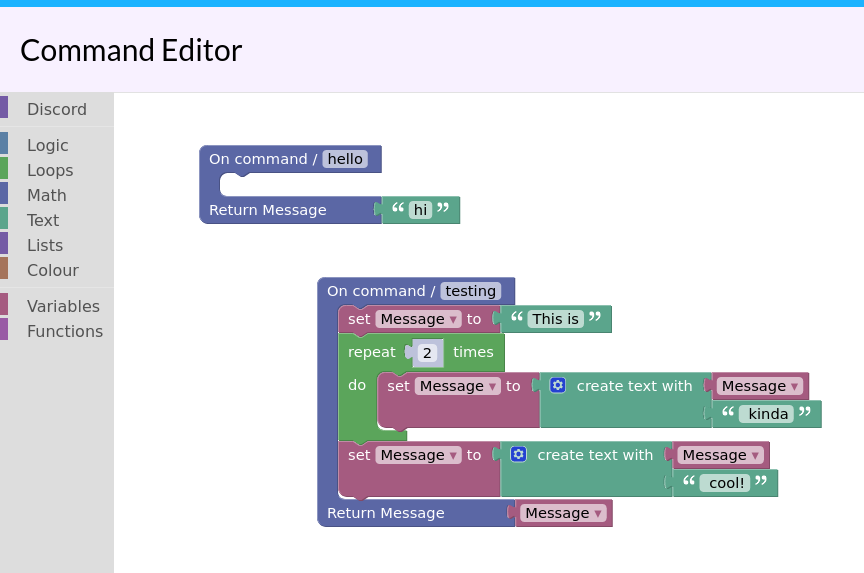 Command Editor
Discord
Logic
Loops
Math
Text
Lists
Colour
Variables
Functions
On command / hello
Return Message “ hi ”
On command / testing
set Message ▾ to “ This is ”
repeat 2 times
do set Message ▾ to create text with Message ▾
“ kinda ”
set Message ▾ to create text with Message ▾
“ cool! ”
Return Message Message ▾